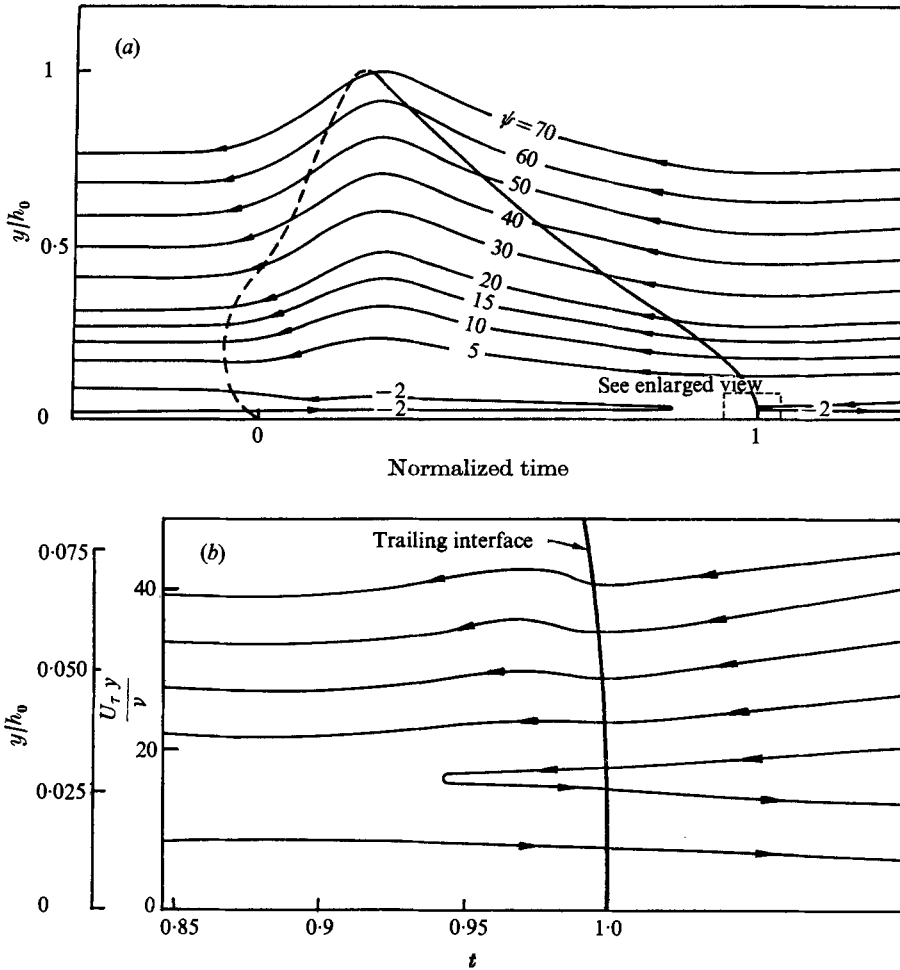 (a)
1
0·5
0
y/h₀
ψ=70
60
50
40
30
20
15
10
5
−2
−2
−2
See enlarged view
0
1
Normalized time
(b)
Trailing interface
0·075
0·050
0·025
0
y/h₀
U_τ y
ν
40
20
0
0·85
0·9
0·95
1·0
t